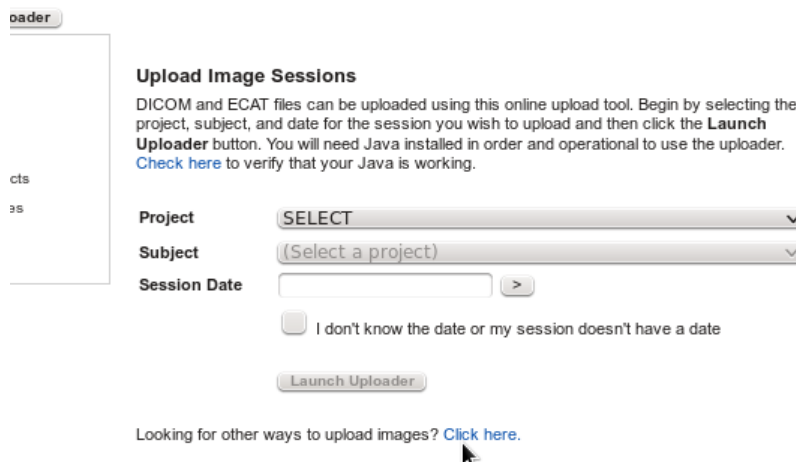 Upload Image Sessions
DICOM and ECAT files can be uploaded using this online upload tool. Begin by selecting the
project, subject, and date for the session you wish to upload and then click the Launch
Uploader button. You will need Java installed in order and operational to use the uploader.
Check here to verify that your Java is working.
Project SELECT
Subject (Select a project)
Session Date >
I don't know the date or my session doesn't have a date
Launch Uploader
Looking for other ways to upload images? Click here.